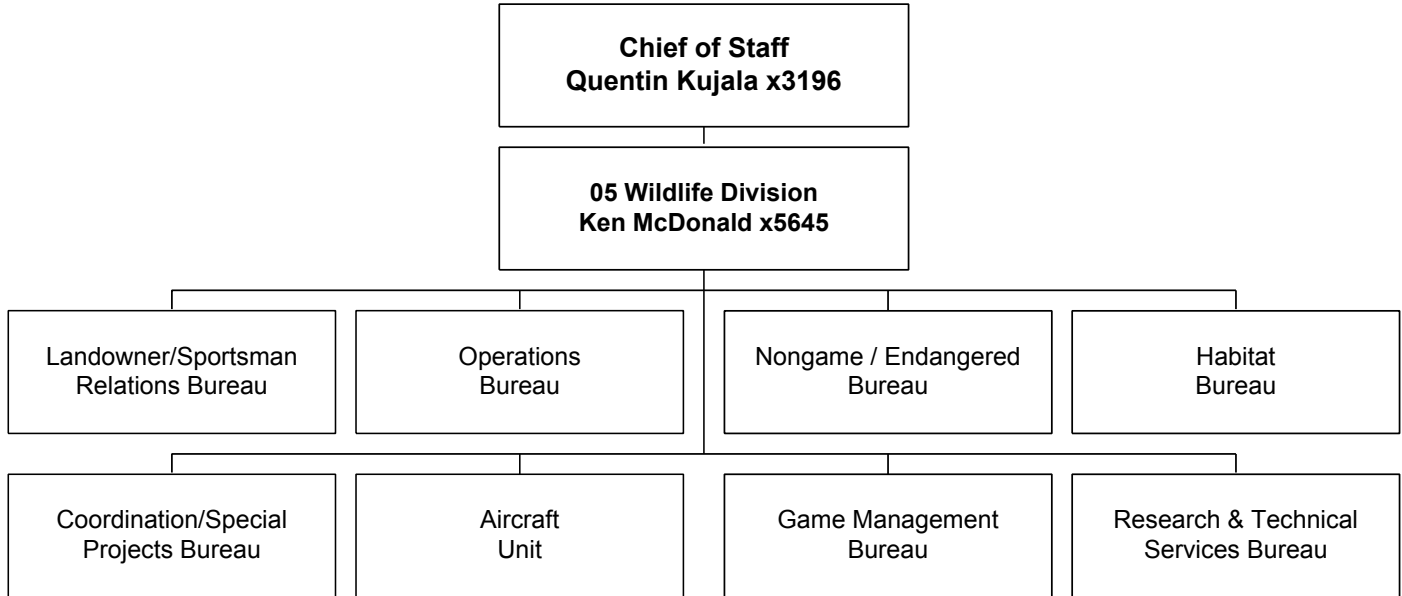 Chief of Staff
Quentin Kujala x3196
05 Wildlife Division
Ken McDonald x5645
Landowner/Sportsman
Relations Bureau
Operations
Bureau
Nongame / Endangered
Bureau
Habitat
Bureau
Coordination/Special
Projects Bureau
Aircraft
Unit
Game Management
Bureau
Research & Technical
Services Bureau